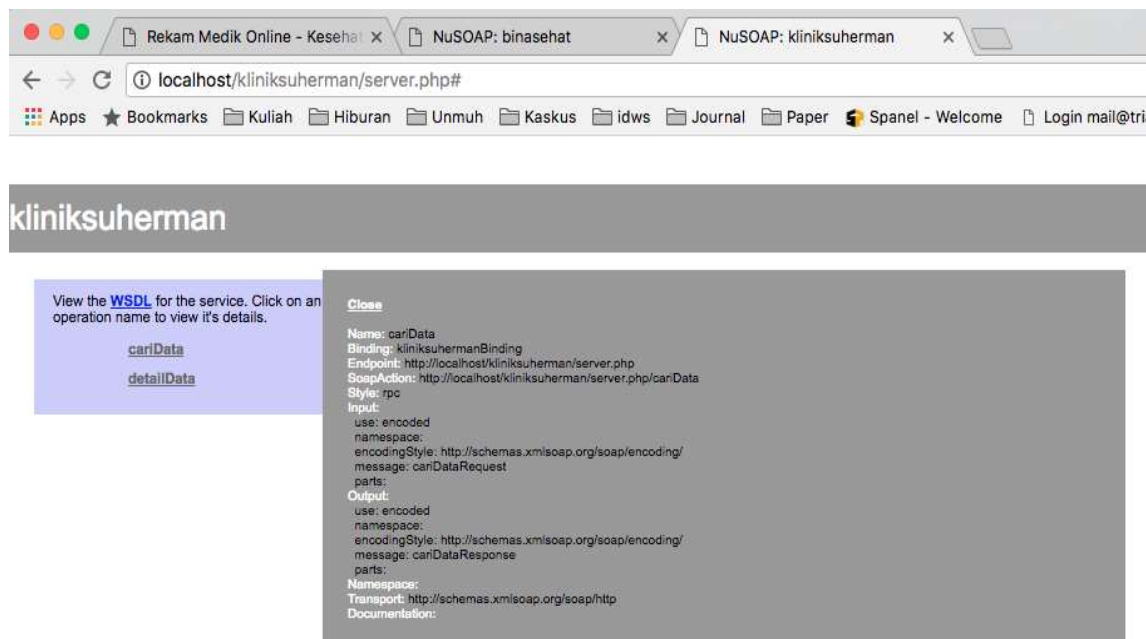 Rekam Medik Online - Kesehat
NuSOAP: binasehat
NuSOAP: kliniksuherman
localhost/kliniksuherman/server.php#
Apps Bookmarks Kuliah Hiburan Unmuh Kaskus idws Journal Paper Spanel - Welcome Login mail@tri
kliniksuherman
View the WSDL for the service. Click on an
operation name to view it's details.
cariData
detailData
Close
Name: cariData
Binding: kliniksuhermanBinding
Endpoint: http://localhost/kliniksuherman/server.php
SoapAction: http://localhost/kliniksuherman/server.php/cariData
Style: rpc
Input:
use: encoded
namespace:
encodingStyle: http://schemas.xmlsoap.org/soap/encoding/
message: cariDataRequest
parts:
Output:
use: encoded
namespace:
encodingStyle: http://schemas.xmlsoap.org/soap/encoding/
message: cariDataResponse
parts:
Namespace:
Transport: http://schemas.xmlsoap.org/soap/http
Documentation: